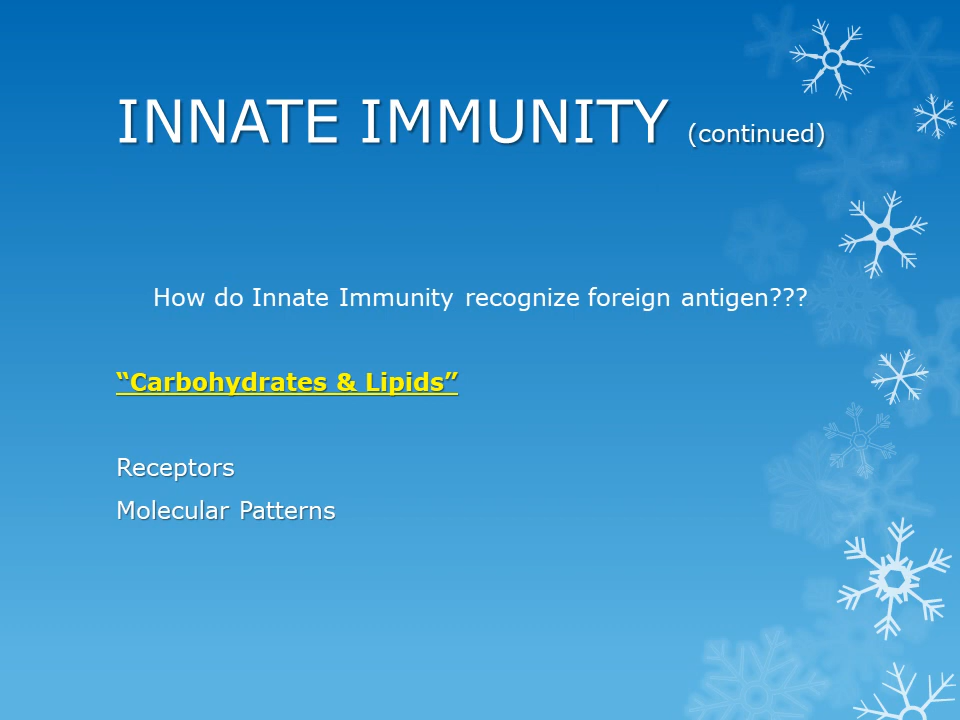 INNATE IMMUNITY (continued)
How do Innate Immunity recognize foreign antigen???
“Carbohydrates & Lipids”
Receptors
Molecular Patterns